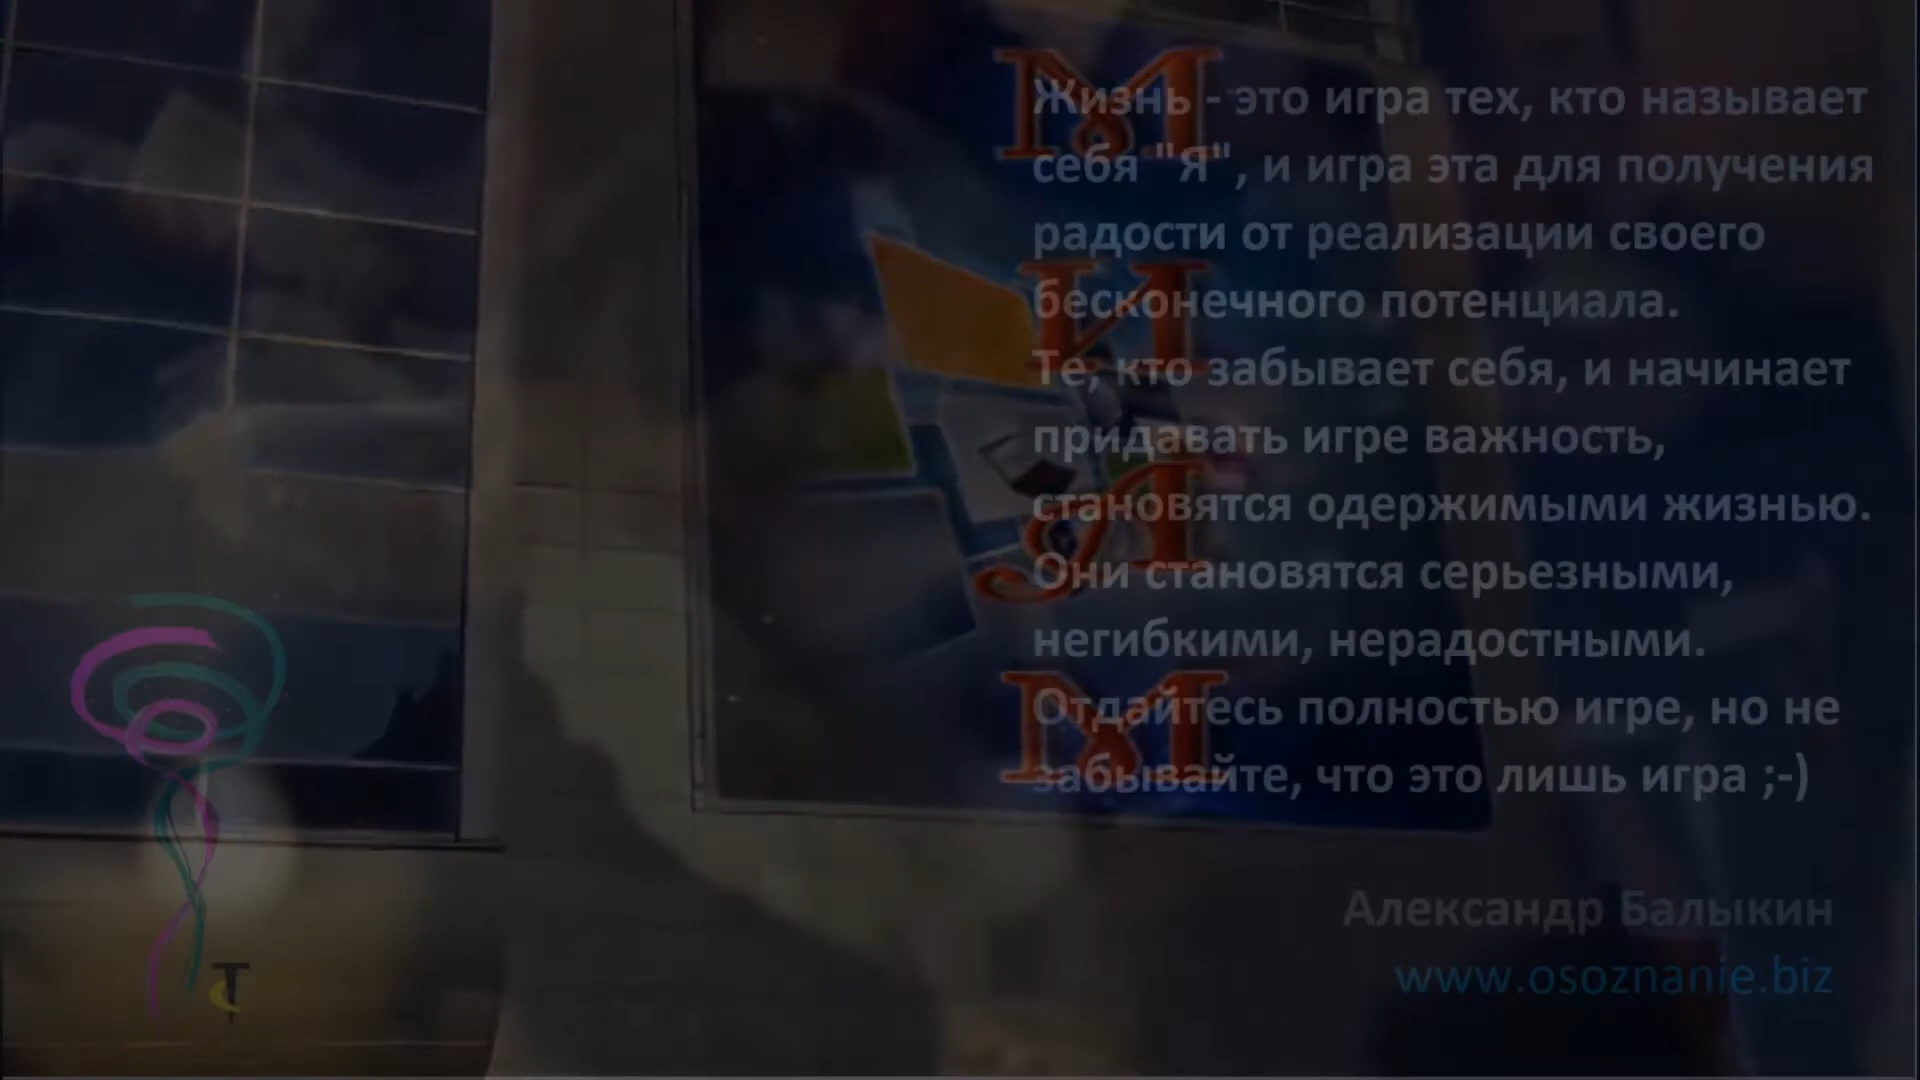 М
И
Я
М
Жизнь - это игра тех, кто называет
себя "Я", и игра эта для получения
радости от реализации своего
бесконечного потенциала.
Те, кто забывает себя, и начинает
придавать игре важность,
становятся одержимыми жизнью.
Они становятся серьезными,
негибкими, нерадостными.
Отдайтесь полностью игре, но не
забывайте, что это лишь игра ;-)
Александр Балыкин
www.osoznanie.biz